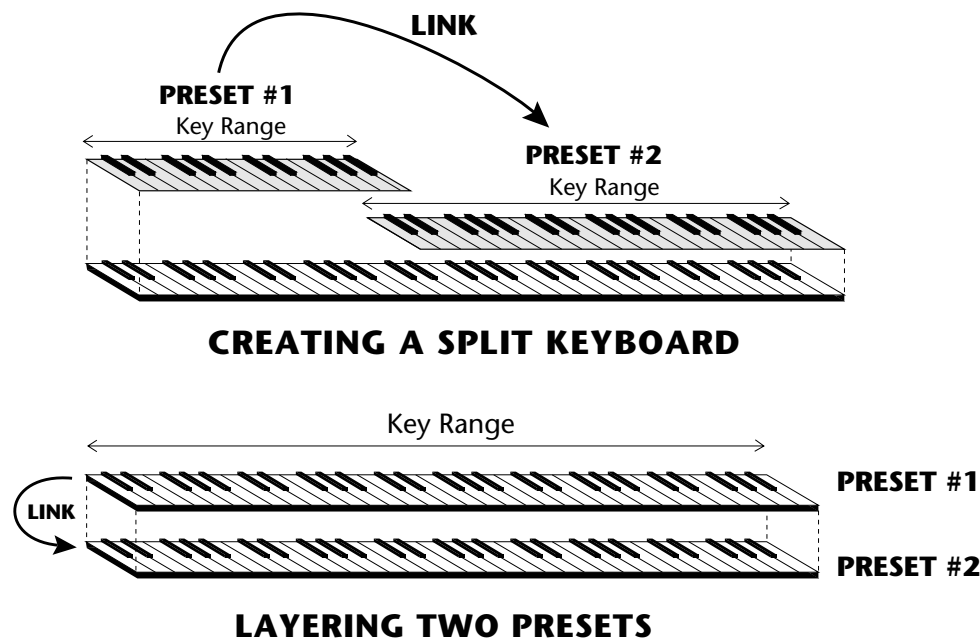 LINK
PRESET #1
Key Range
PRESET #2
Key Range
CREATING A SPLIT KEYBOARD
Key Range
PRESET #1
LINK
PRESET #2
LAYERING TWO PRESETS